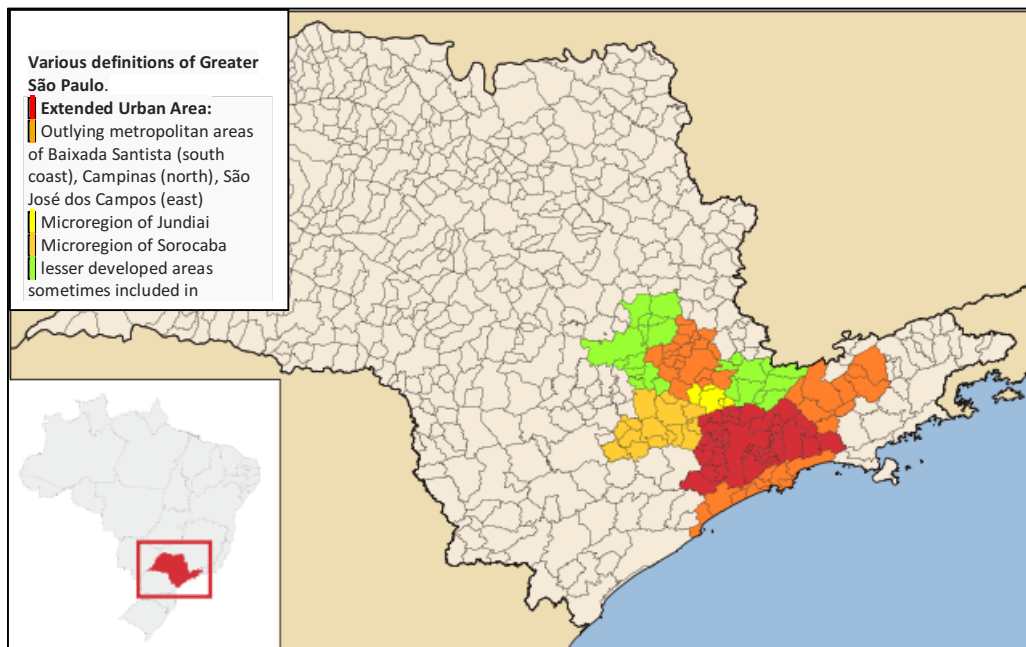 Various definitions of Greater
São Paulo.
Extended Urban Area:
Outlying metropolitan areas
of Baixada Santista (south
coast), Campinas (north), São
José dos Campos (east)
Microregion of Jundiai
Microregion of Sorocaba
lesser developed areas
sometimes included in